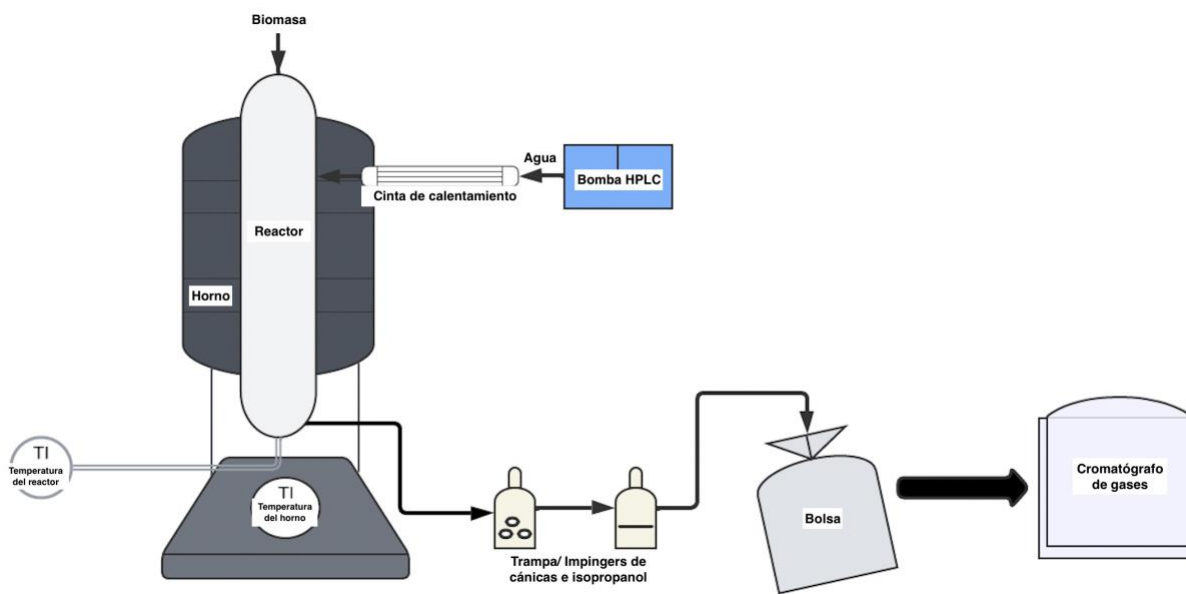 Biomasa
Agua
Bomba HPLC
Cinta de calentamiento
Reactor
Horno
TI
Temperatura
del reactor
TI
Temperatura
del horno
Trampa/ Impingers de
cánicas e isopropanol
Bolsa
Cromatógrafo
de gases